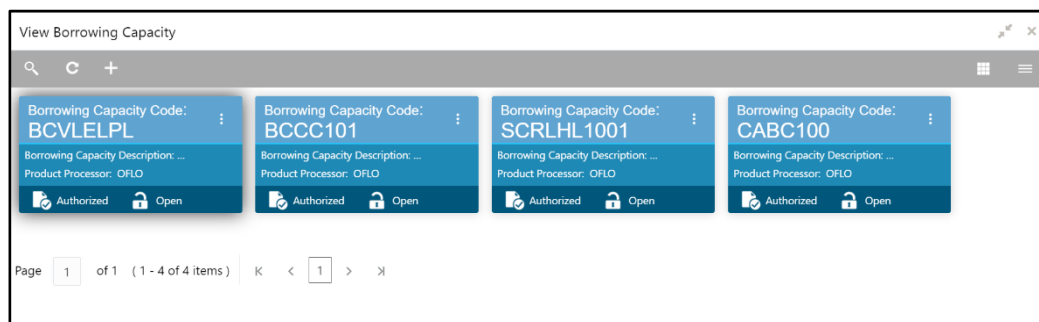 View Borrowing Capacity
Borrowing Capacity Code:
BCVLELPL
Borrowing Capacity Description: ...
Product Processor: OFLO
Authorized Open
Borrowing Capacity Code:
BCCC101
Borrowing Capacity Description: ...
Product Processor: OFLO
Authorized Open
Borrowing Capacity Code:
SCRLHL1001
Borrowing Capacity Description: ...
Product Processor: OFLO
Authorized Open
Borrowing Capacity Code:
CABC100
Borrowing Capacity Description: ...
Product Processor: OFLO
Authorized Open
Page 1 of 1 ( 1 - 4 of 4 items ) 1